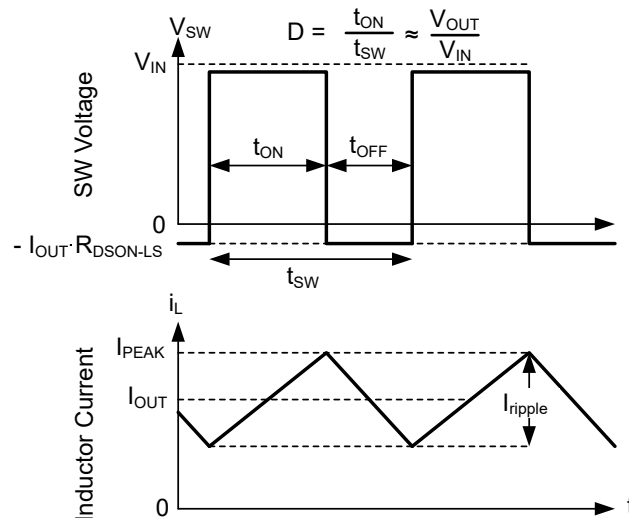 V_SW
D = t_ON / t_SW ≈ V_OUT / V_IN
V_IN
SW Voltage
t_ON
t_OFF
0
- I_OUT·R_DSON-LS
t_SW
i_L
I_PEAK
Inductor Current
I_OUT
I_ripple
0
t